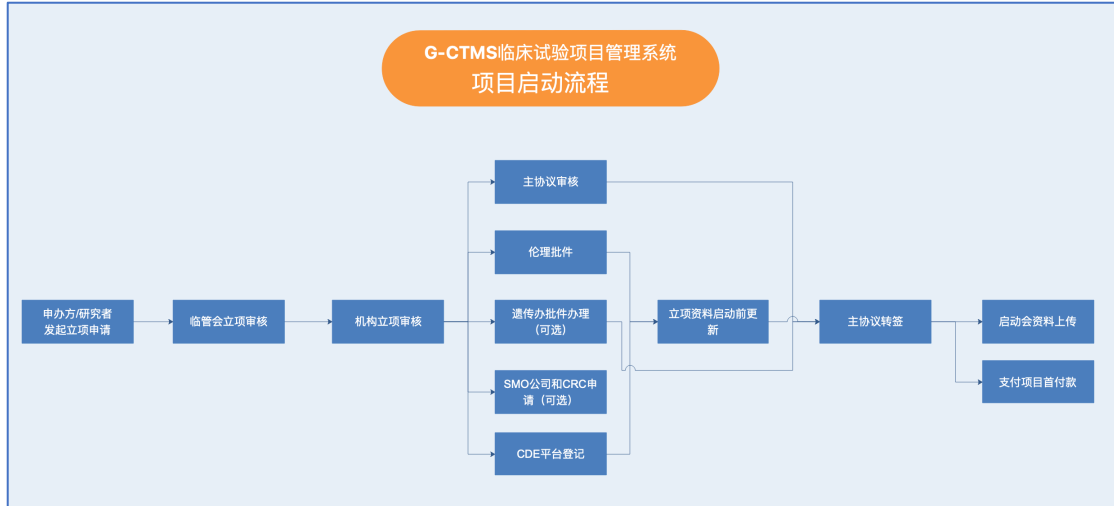 G-CTMS临床试验项目管理系统
项目启动流程
主协议审核
伦理批件
申办方/研究者
发起立项申请
临管会立项审核
机构立项审核
遗传办批件办理
（可选）
立项资料启动前更
新
主协议转签
启动会资料上传
SMO公司和CRC申
请（可选）
支付项目首付款
CDE平台登记